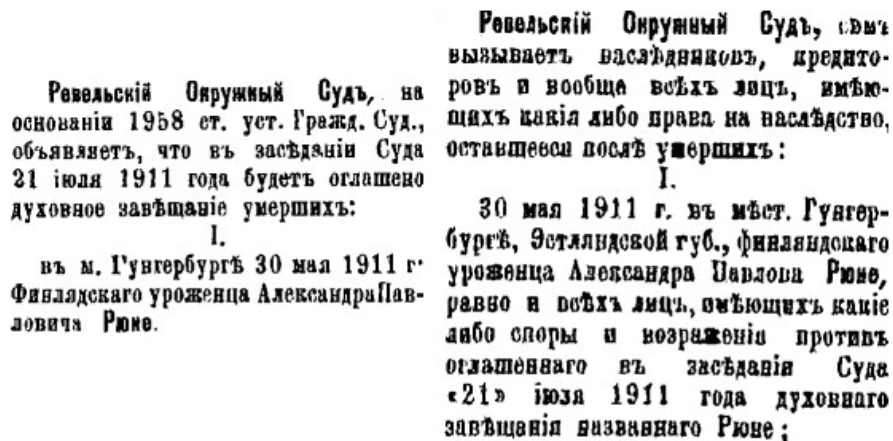 Ревельскій Окружный Судъ, на
основаніи 1958 ст. уст. Гражд. Суд.,
объявляетъ, что въ засѣданіи Суда
21 іюля 1911 года будетъ оглашено
духовное завѣщаніе умершихъ:
I.
въ м. Гунгербургѣ 30 мая 1911 г.
Финлядскаго уроженца Александра Пав-
ловича Рюне.
Ревельскій Окружный Судъ, симъ
вызываетъ наслѣдниковъ, кредито-
ровъ и вообще всѣхъ лицъ, имѣю-
щихъ какія либо права на наслѣдство,
оставшееся послѣ умершихъ:
I.
30 мая 1911 г. въ мѣст. Гунгер-
бургѣ, Эстляндской губ., финляндскаго
уроженца Александра Павлова Рюне,
равно и всѣхъ лицъ, имѣющихъ какіе
либо споры и возраженія противъ
оглашеннаго въ засѣданіи Суда
«21» іюля 1911 года духовнаго
завѣщанія названнаго Рюне;